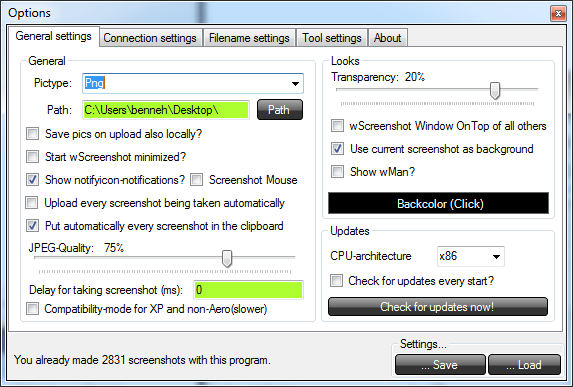 Options
General settings Connection settings Filename settings Tool settings About
General
Pictype: Png
Path: C:\Users\benneh\Desktop\ Path
Save pics on upload also locally?
Start wScreenshot minimized?
Show notifyicon-notifications? Screenshot Mouse
Upload every screenshot being taken automatically
Put automatically every screenshot in the clipboard
JPEG-Quality: 75%
Delay for taking screenshot (ms): 0
Compatibility-mode for XP and non-Aero(slower)
Looks
Transparency: 20%
wScreenshot Window OnTop of all others
Use current screenshot as background
Show wMan?
Backcolor (Click)
Updates
CPU-architecture x86
Check for updates every start?
Check for updates now!
You already made 2831 screenshots with this program.
Settings...
... Save ... Load